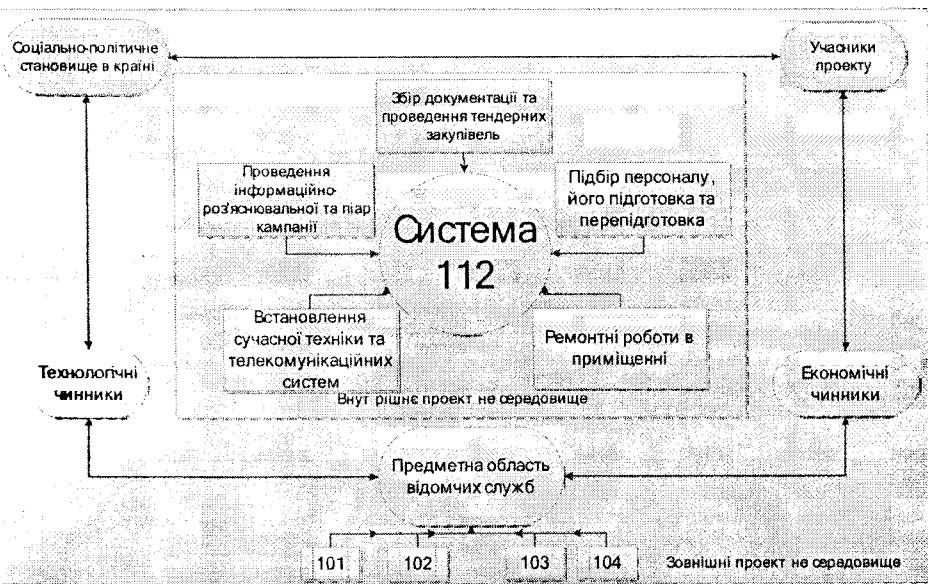 Соціально-політичне
становище в країні
Учасники
проекту
Збір документації та
проведення тендерних
закупівель
Проведення
інформаційно-
роз'яснювальної та піар
кампанії
Підбір персоналу,
його підготовка та
перепідготовка
Система
112
Встановлення
сучасної техніки та
телекомунікаційних
систем
Ремонтні роботи в
приміщенні
Технологічні
чинники
Економічні
чинники
Внут рішнє проект не середовище
Предметна область
відомчих служб
101
102
103
104
Зовнішні проект не середовище